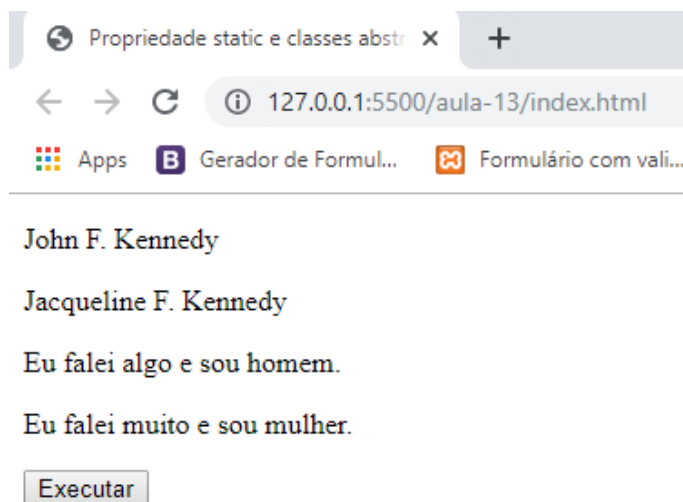 Propriedade static e classes abstr
127.0.0.1:5500/aula-13/index.html
Apps B Gerador de Formul... Formulário com vali...
John F. Kennedy
Jacqueline F. Kennedy
Eu falei algo e sou homem.
Eu falei muito e sou mulher.
Executar